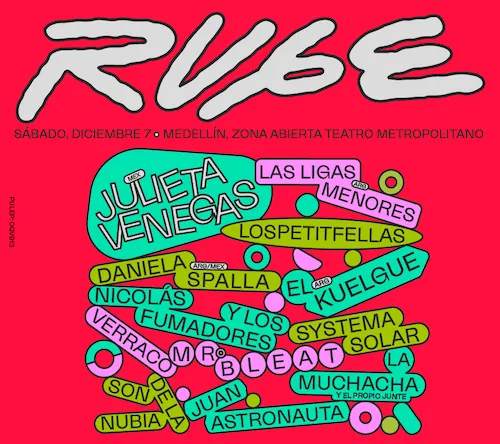 RUBE
SÁBADO, DICIEMBRE 7 • MEDELLÍN, ZONA ABIERTA TEATRO METROPOLITANO
MEX
JULIETA
VENEGAS
LAS LIGAS
ARG
MENORES
LOSPETITFELLAS
DANIELA
ARG/MEX
SPALLA
EL
ARG
KUELGUE
NICOLÁS
Y LOS
FUMADORES
SYSTEMA
SOLAR
VERRACO
MR BLEAT
LA
MUCHACHA
Y EL PROPIO JUNTE
SON
DE LA
NUBIA
JUAN
ASTRONAUTA